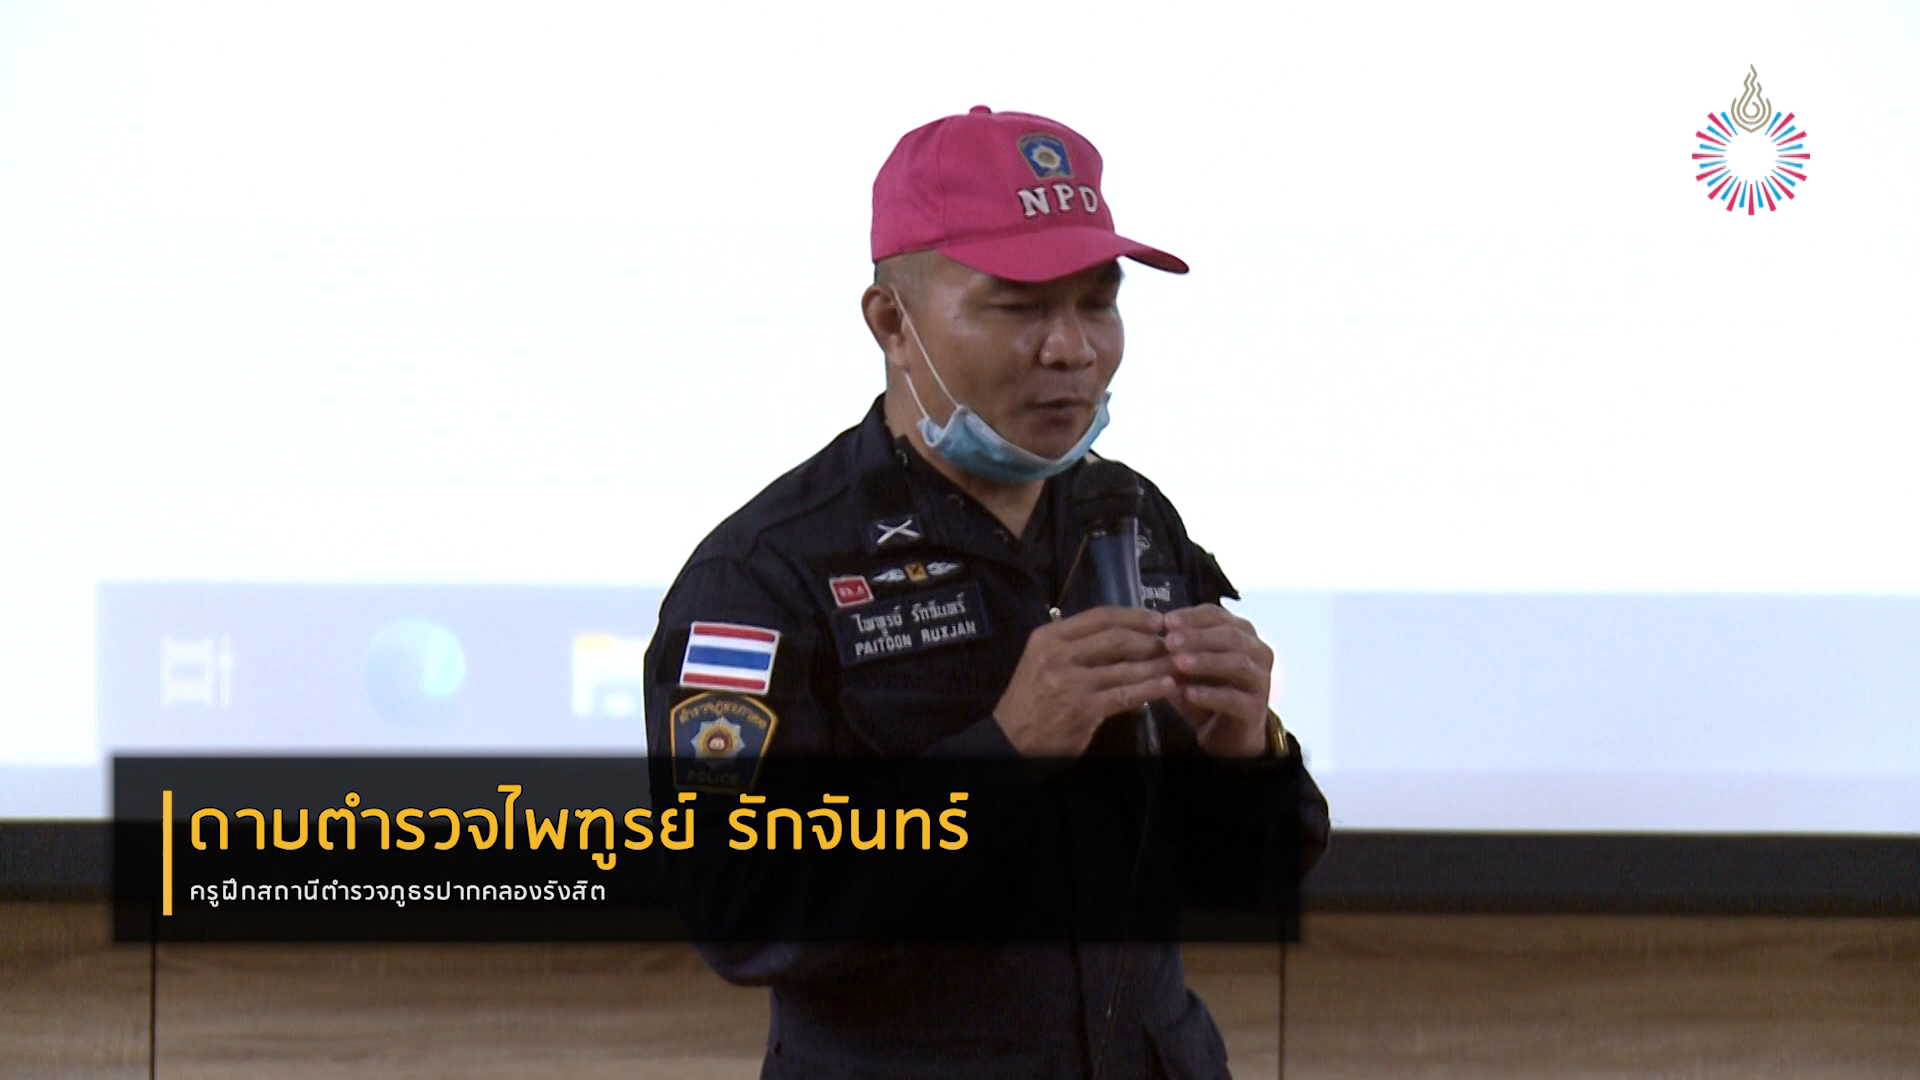 NPD
ไพฑูรย์ รักจันทร์
PAITOON RUXJAN
POLICE
ดาบตำรวจไพฑูรย์ รักจันทร์
ครูฝึกสถานีตำรวจภูธรปากคลองรังสิต